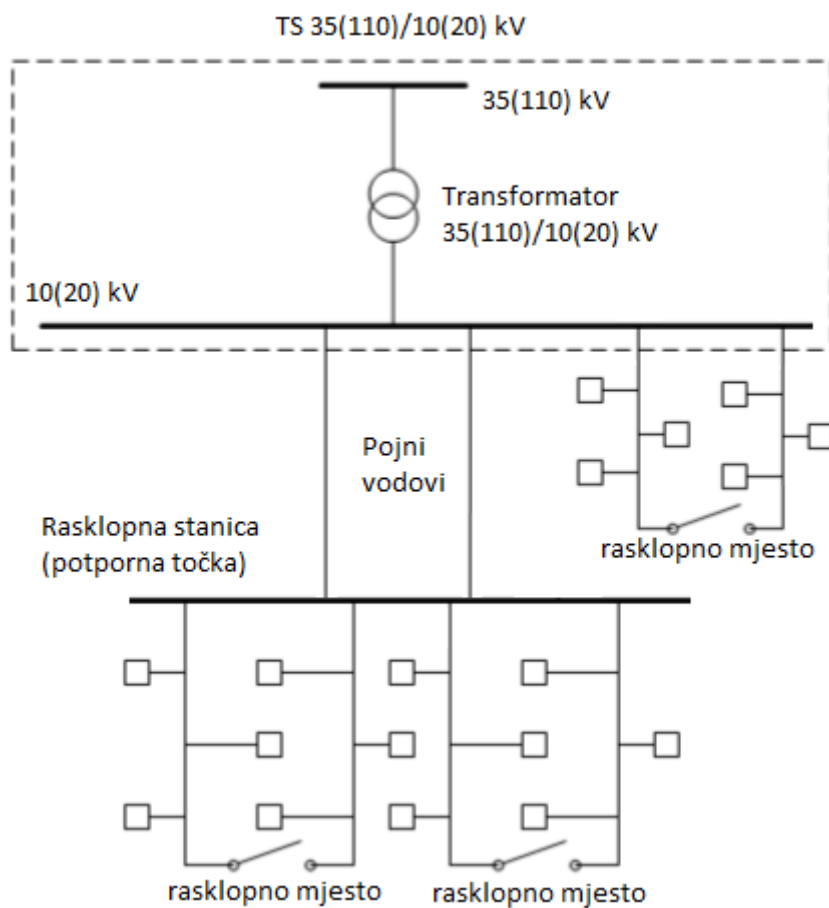 TS 35(110)/10(20) kV
35(110) kV
Transformator
35(110)/10(20) kV
10(20) kV
Pojni
vodovi
Rasklopna stanica
(potporna točka)
rasklopno mjesto
rasklopno mjesto
rasklopno mjesto